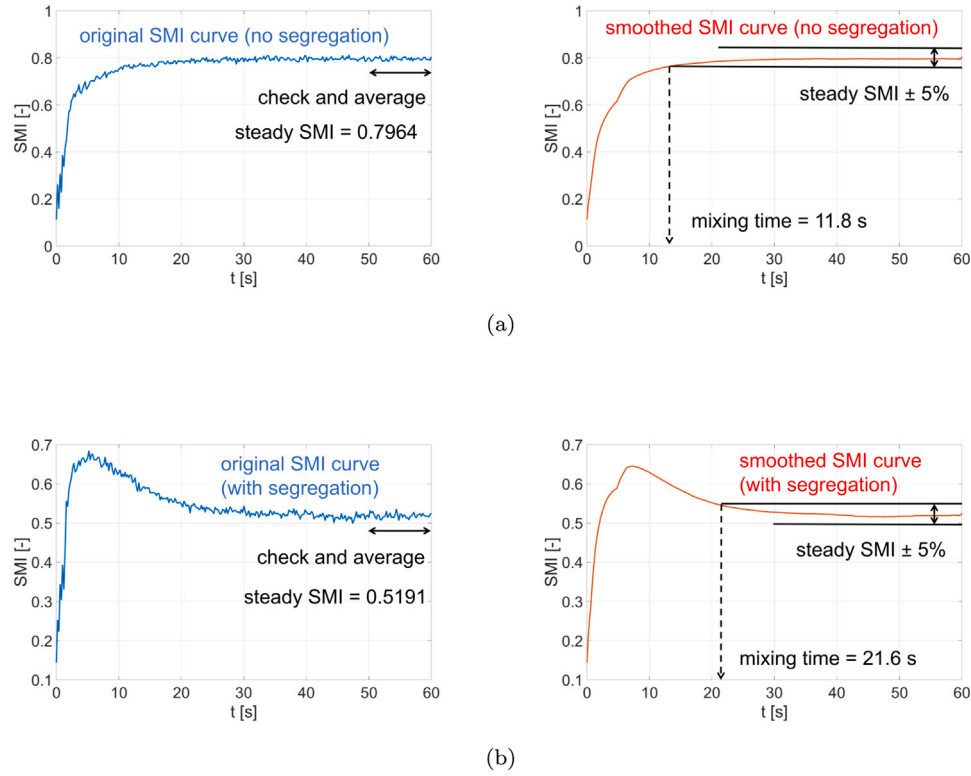 original SMI curve (no segregation)
check and average
steady SMI = 0.7964
SMI [-]
1
0.8
0.6
0.4
0.2
0
0 10 20 30 40 50 60
t [s]
smoothed SMI curve (no segregation)
steady SMI ± 5%
mixing time = 11.8 s
SMI [-]
1
0.8
0.6
0.4
0.2
0
0 10 20 30 40 50 60
t [s]
(a)
original SMI curve
(with segregation)
check and average
steady SMI = 0.5191
SMI [-]
0.7
0.6
0.5
0.4
0.3
0.2
0.1
0 10 20 30 40 50 60
t [s]
smoothed SMI curve
(with segregation)
steady SMI ± 5%
mixing time = 21.6 s
SMI [-]
0.7
0.6
0.5
0.4
0.3
0.2
0.1
0 10 20 30 40 50 60
t [s]
(b)